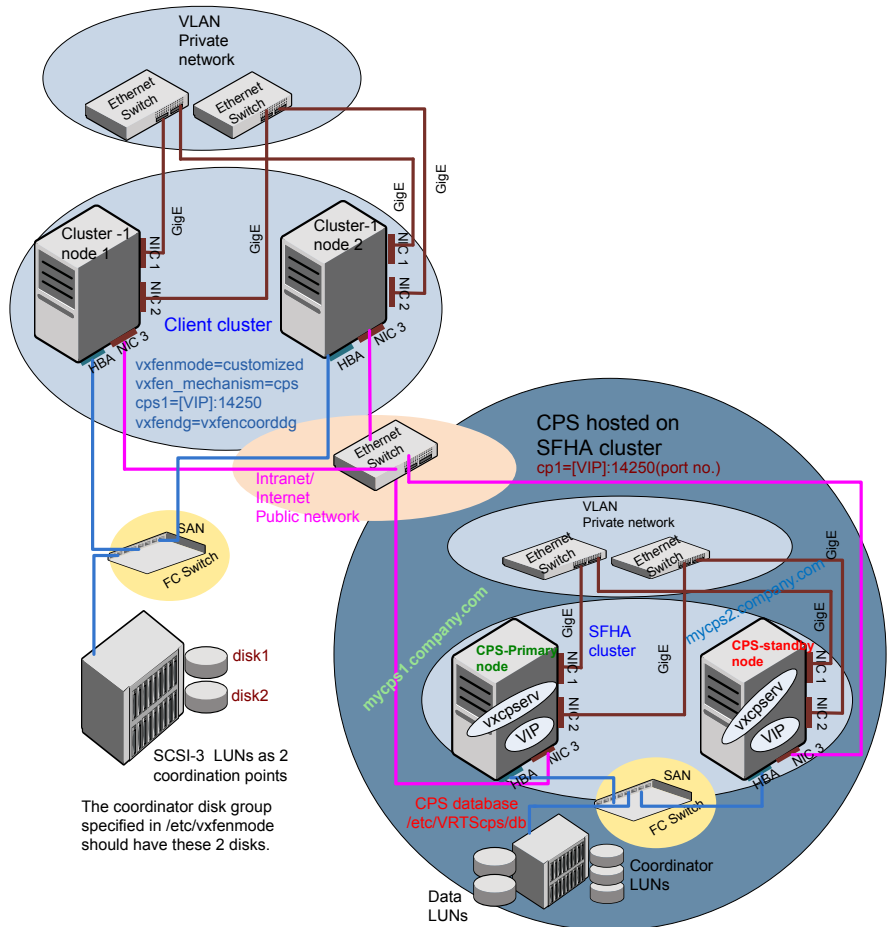 VLAN
Private
network
Ethernet
Switch
Ethernet
Switch
GigE
GigE
GigE
GigE
Cluster -1
node 1
NIC 1
NIC 2
HBA
NIC 3
Cluster-1
node 2
NIC 1
NIC 2
HBA
NIC 3
Client cluster
vxfenmode=customized
vxfen_mechanism=cps
cps1=[VIP]:14250
vxfendg=vxfencoorddg
Ethernet
Switch
Intranet/
Internet
Public network
SAN
FC Switch
disk1
disk2
SCSI-3 LUNs as 2
coordination points
The coordinator disk group
specified in /etc/vxfenmode
should have these 2 disks.
CPS hosted on
SFHA cluster
cp1=[VIP]:14250(port no.)
VLAN
Private network
Ethernet
Switch
Ethernet
Switch
GigE
GigE
GigE
GigE
mycps1.company.com
mycps2.company.com
SFHA
cluster
CPS-Primary
node
vxcpserv
VIP
NIC 1
NIC 2
HBA
NIC 3
CPS-standby
node
vxcpserv
VIP
NIC 1
NIC 2
HBA
NIC 3
SAN
FC Switch
CPS database
/etc/VRTScps/db
Data
LUNs
Coordinator
LUNs